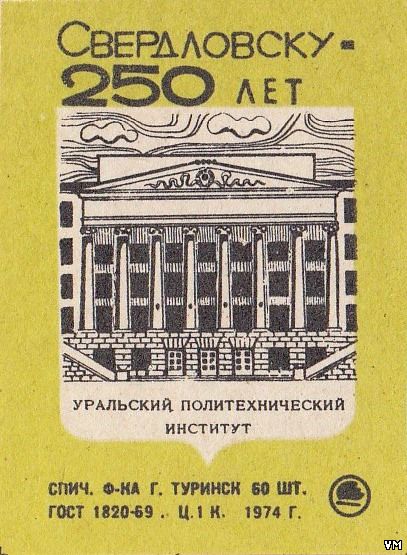 СВЕРДЛОВСКУ-
250 ЛЕТ
УРАЛЬСКИЙ ПОЛИТЕХНИЧЕСКИЙ
ИНСТИТУТ
СПИЧ. Ф-КА Г. ТУРИНСК 60 ШТ.
ГОСТ 1820-69. Ц.1 К. 1974 Г.
VM